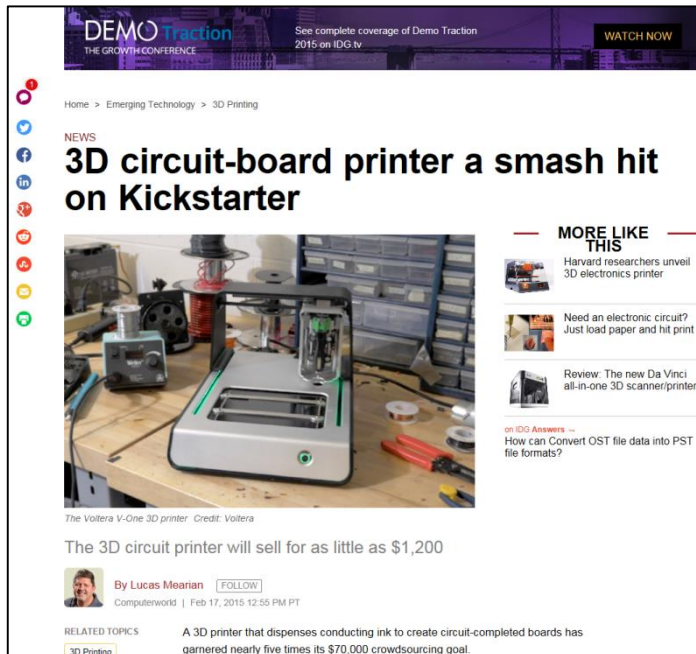 DEMO Traction
THE GROWTH CONFERENCE
See complete coverage of Demo Traction
2015 on IDG.tv
WATCH NOW
1
Home > Emerging Technology > 3D Printing
NEWS
3D circuit-board printer a smash hit
on Kickstarter
MORE LIKE
THIS
Harvard researchers unveil
3D electronics printer
Need an electronic circuit?
Just load paper and hit print
Review: The new Da Vinci
all-in-one 3D scanner/printer
on IDG Answers →
How can Convert OST file data into PST
file formats?
The Voltera V-One 3D printer Credit: Voltera
The 3D circuit printer will sell for as little as $1,200
By Lucas Mearian FOLLOW
Computerworld | Feb 17, 2015 12:55 PM PT
RELATED TOPICS
3D Printing
A 3D printer that dispenses conducting ink to create circuit-completed boards has
garnered nearly five times its $70,000 crowdsourcing goal.